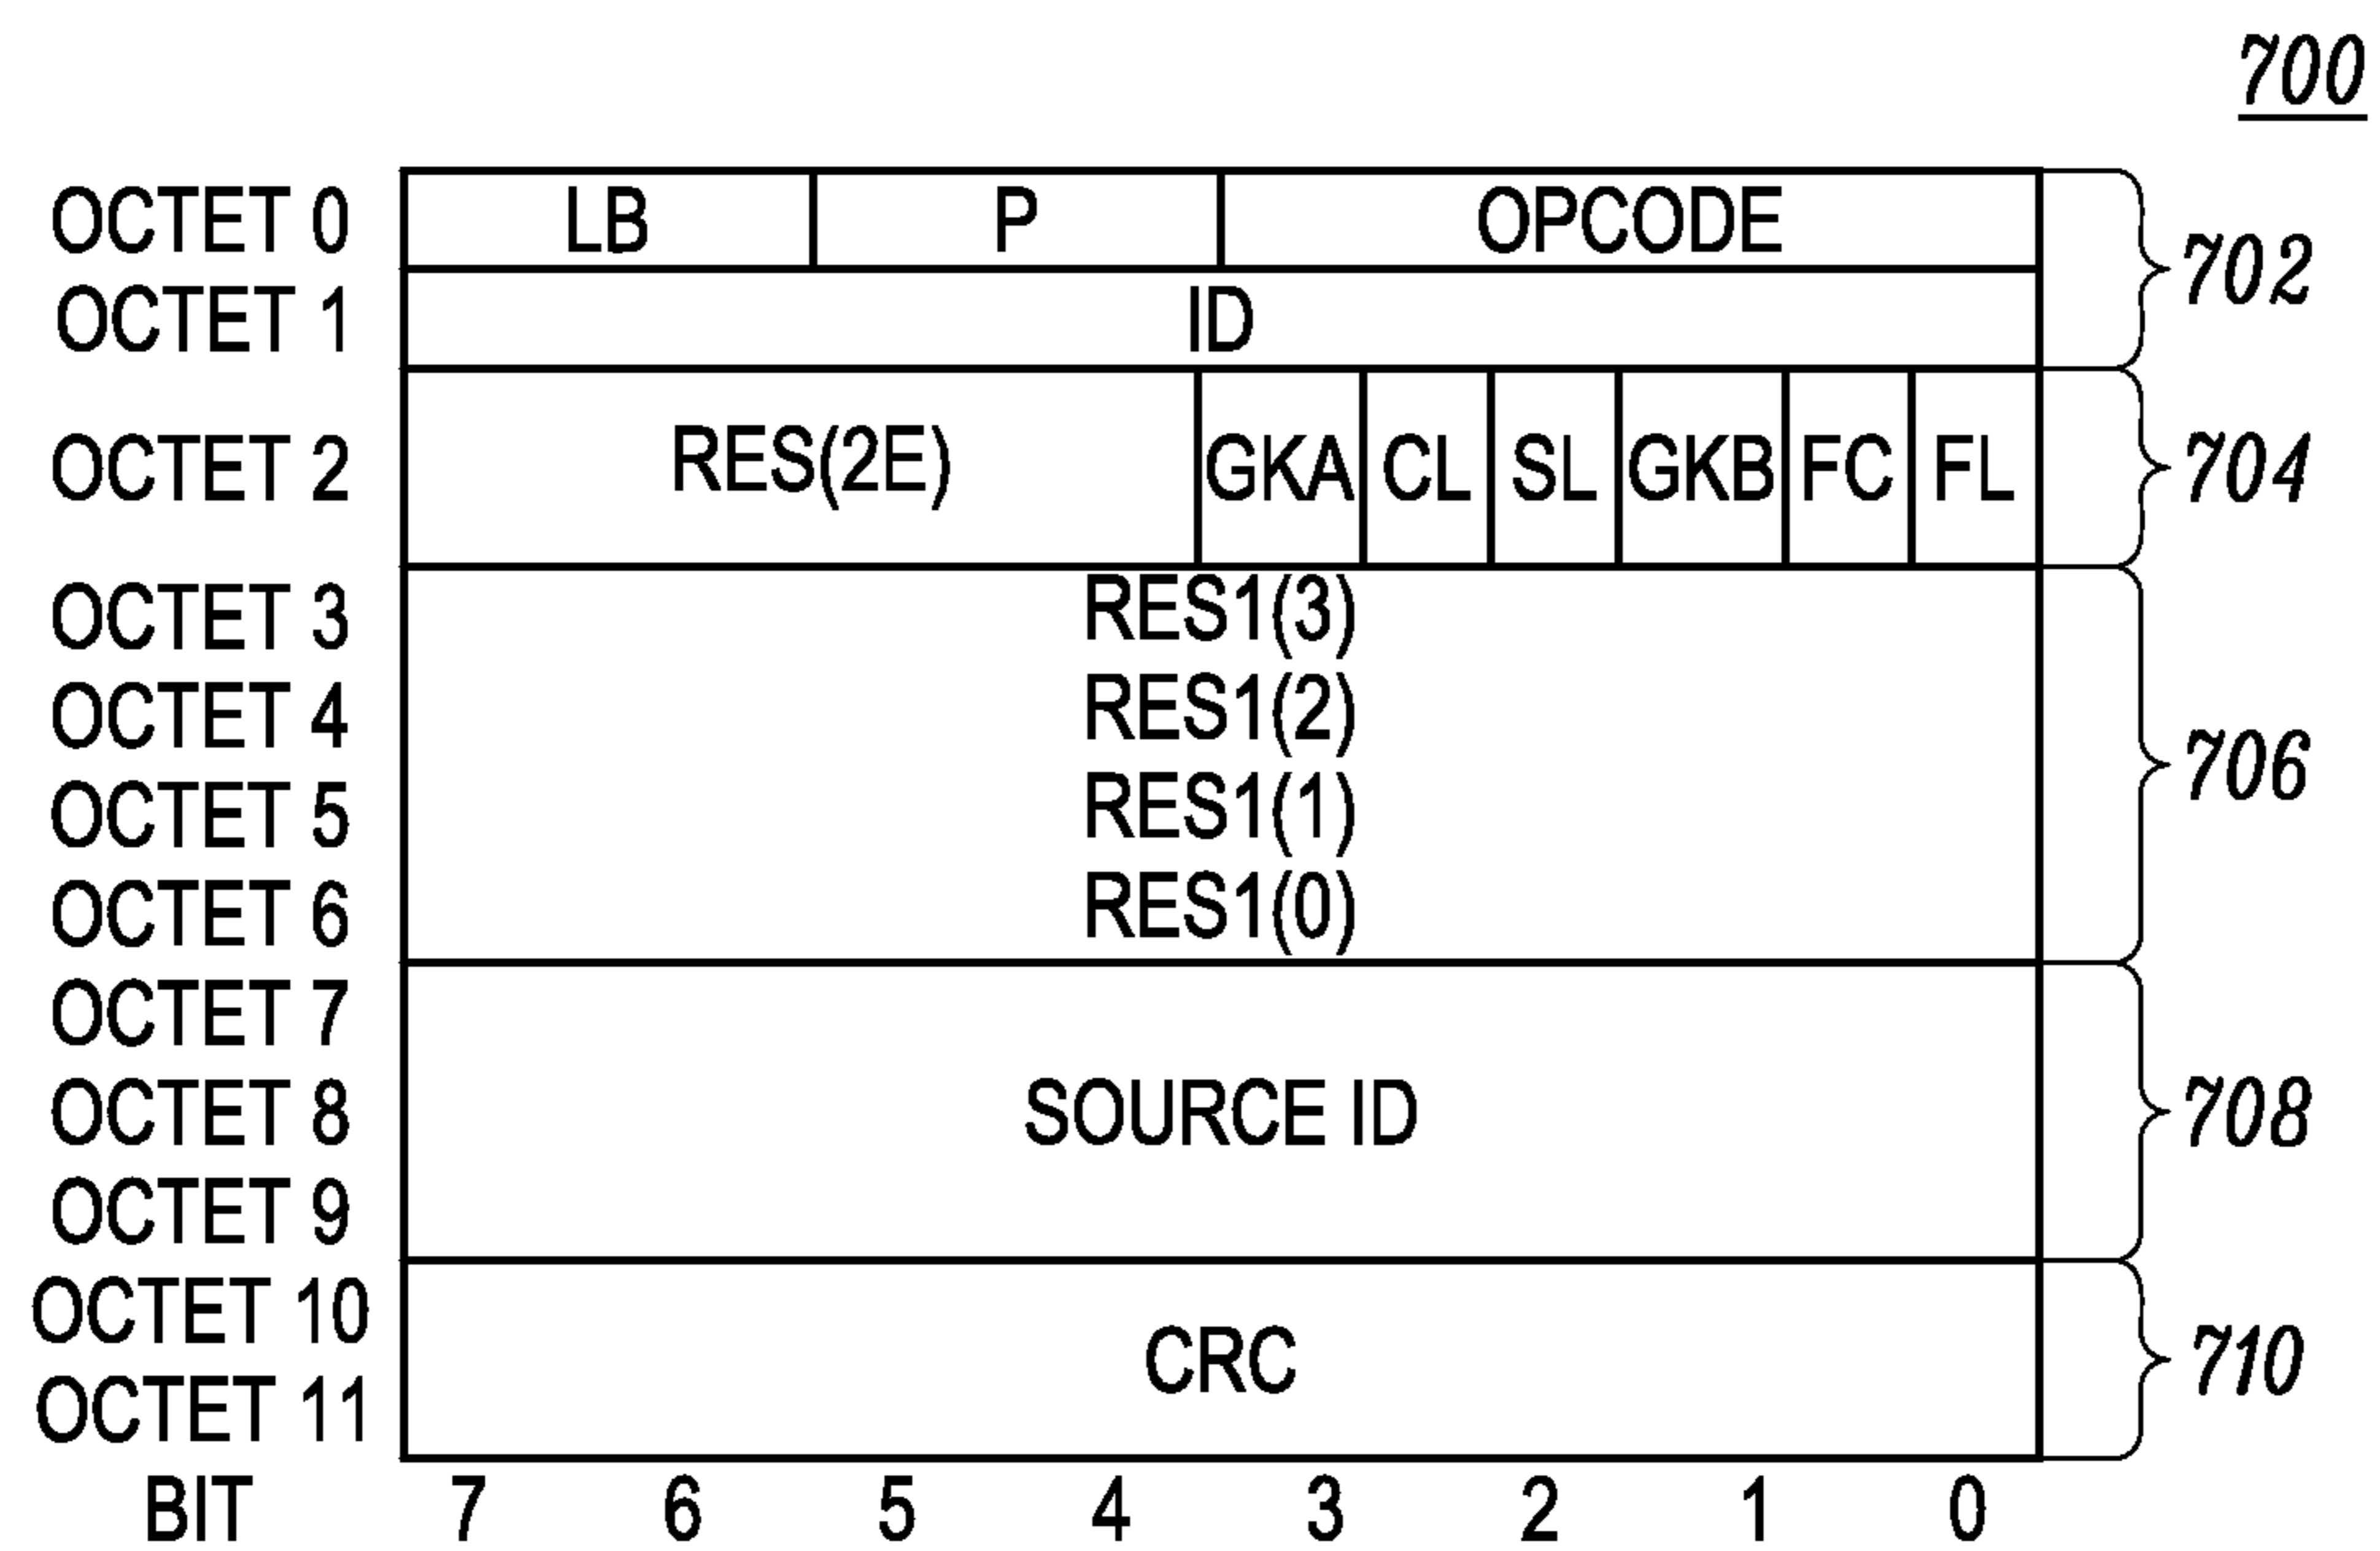 700
OCTET 0 LB P OPCODE
702
OCTET 1 ID
OCTET 2 RES(2E) GKA CL SL GKB FC FL 704
OCTET 3 RES1(3)
OCTET 4 RES1(2)
706
OCTET 5 RES1(1)
OCTET 6 RES1(0)
OCTET 7
OCTET 8 SOURCE ID 708
OCTET 9
OCTET 10
CRC 710
OCTET 11
BIT 7 6 5 4 3 2 1 0